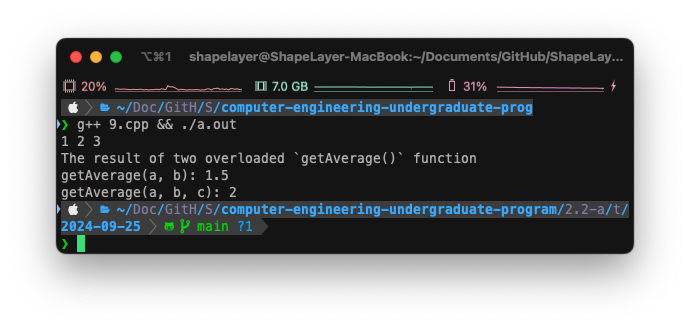 ⌥⌘1 shapelayer@ShapeLayer-MacBook:~/Documents/GitHub/ShapeLay...
20% 7.0 GB 31%
~/Doc/GitH/S/computer-engineering-undergraduate-prog
❯ g++ 9.cpp && ./a.out
1 2 3
The result of two overloaded `getAverage()` function
getAverage(a, b): 1.5
getAverage(a, b, c): 2
~/Doc/GitH/S/computer-engineering-undergraduate-program/2.2-a/t/
2024-09-25 main ?1
❯